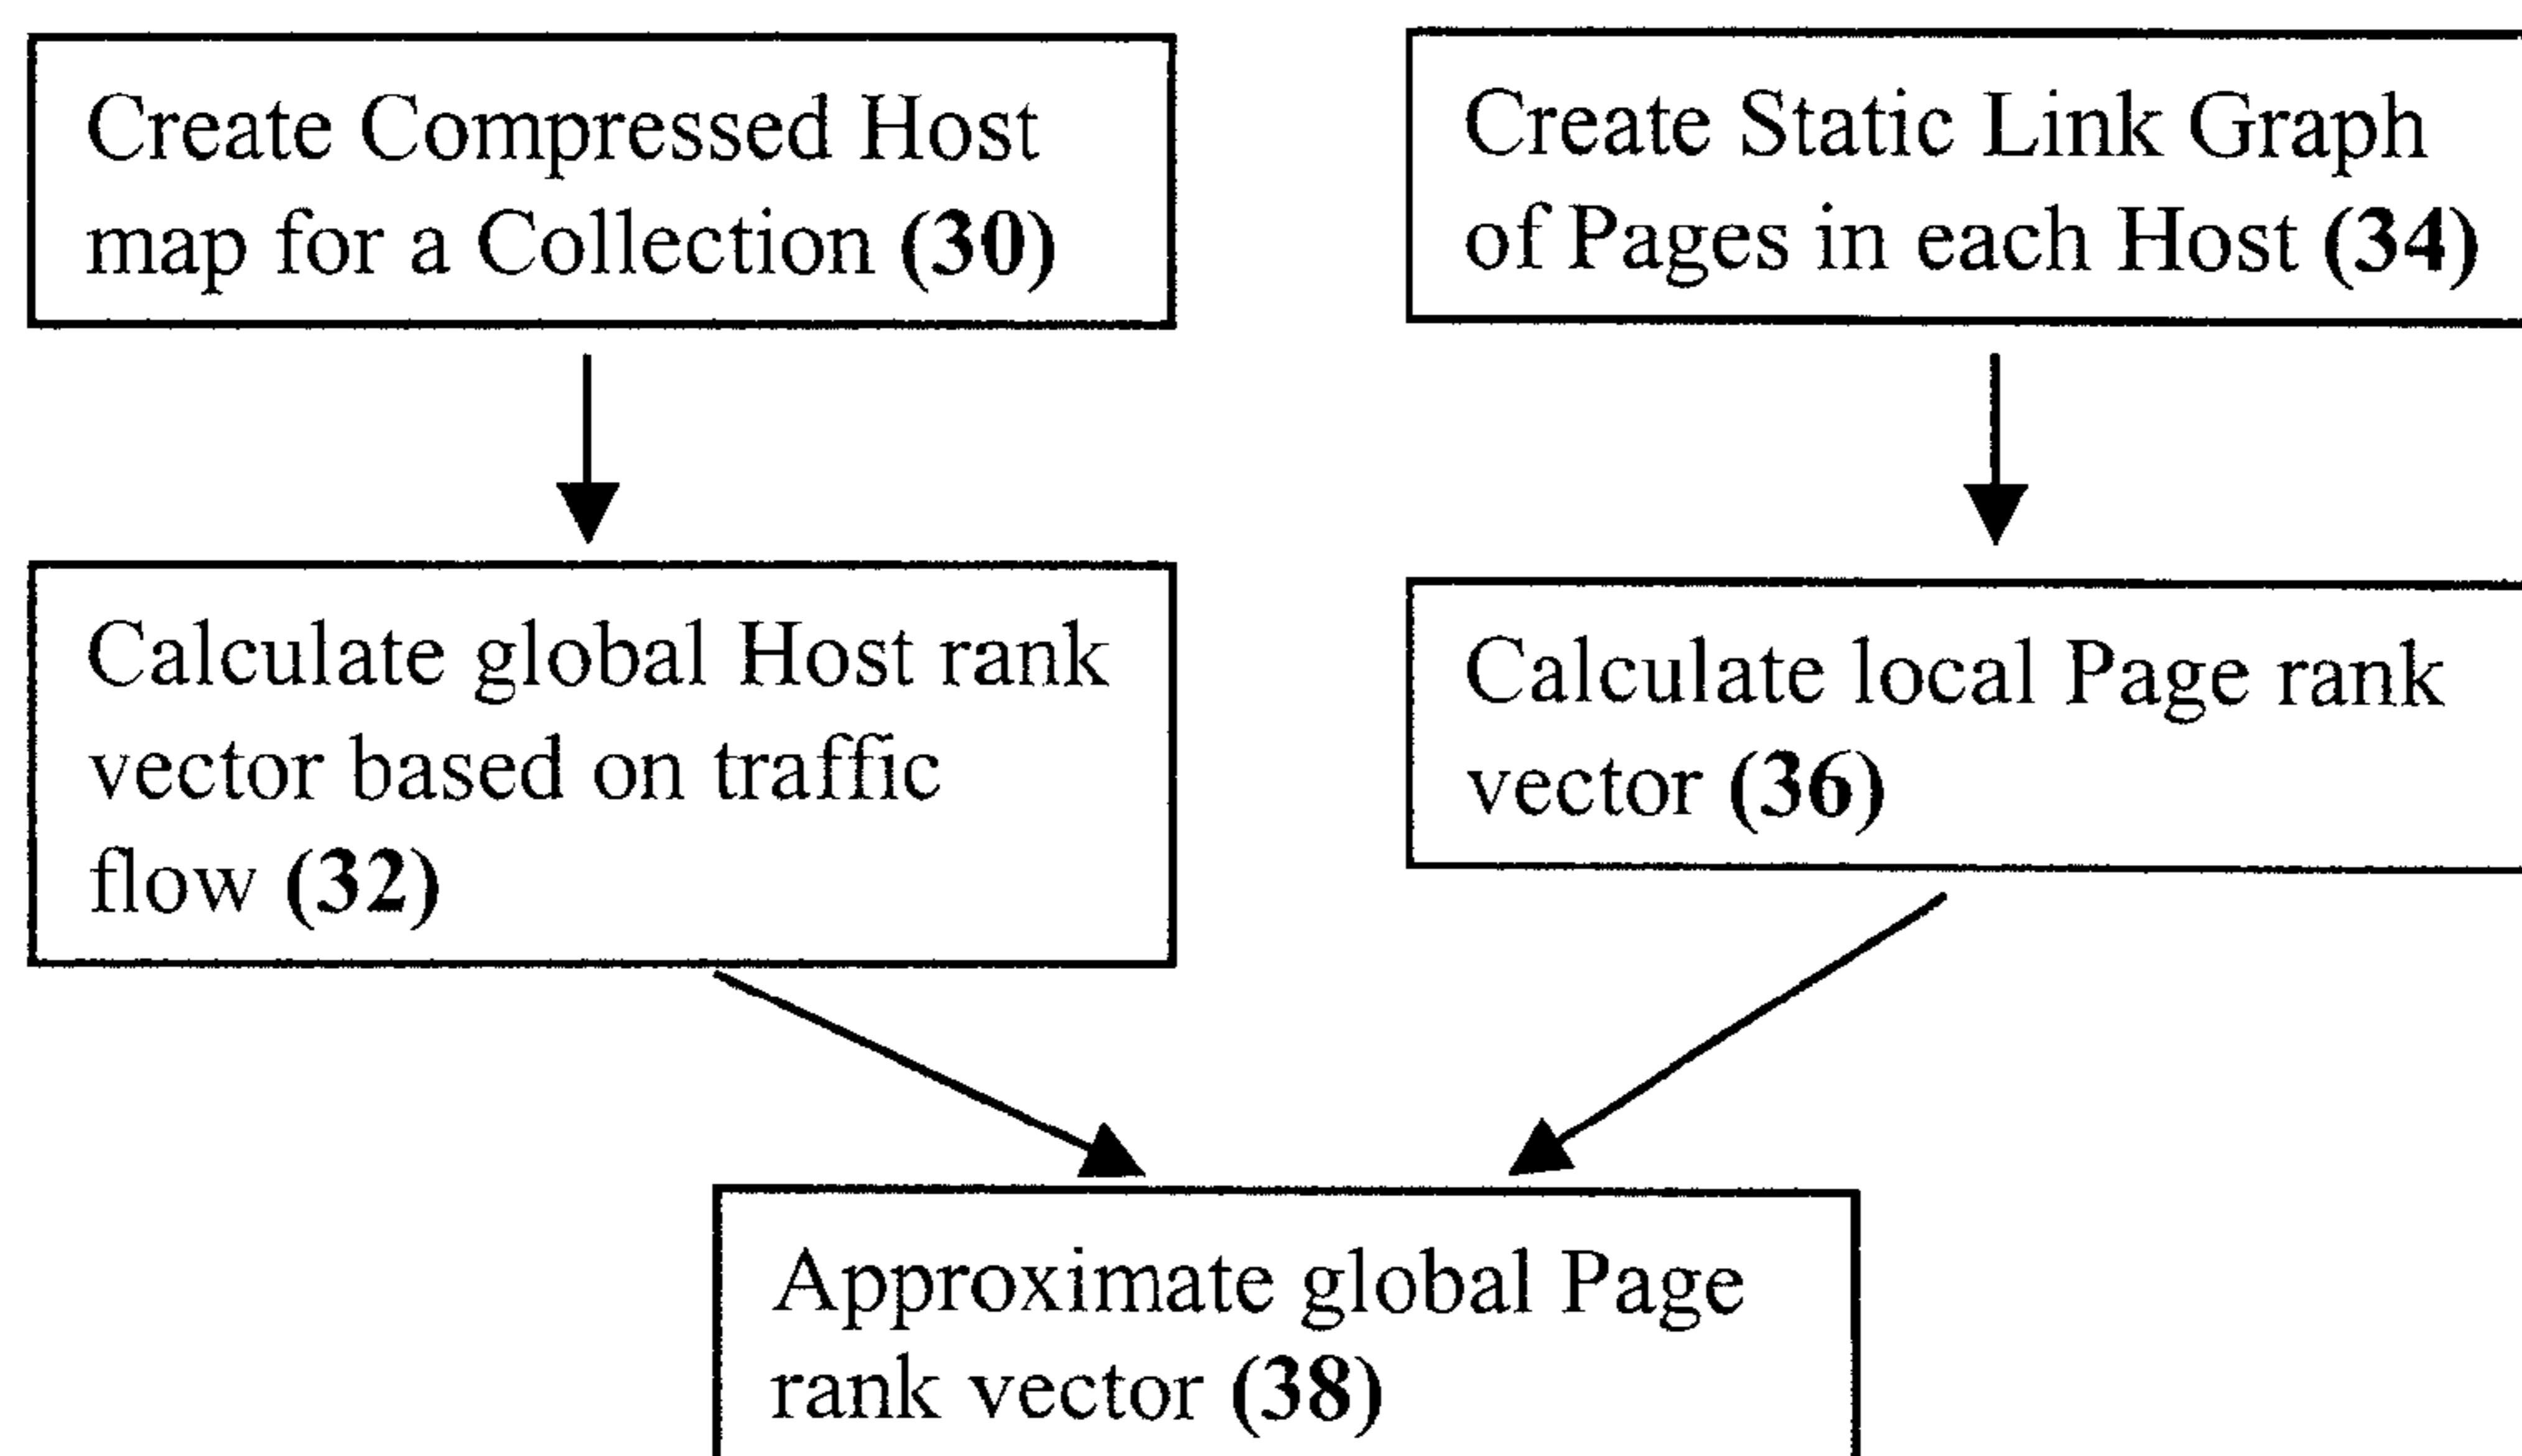 Create Compressed Host
map for a Collection (30)
Create Static Link Graph
of Pages in each Host (34)
Calculate global Host rank
vector based on traffic
flow (32)
Calculate local Page rank
vector (36)
Approximate global Page
rank vector (38)